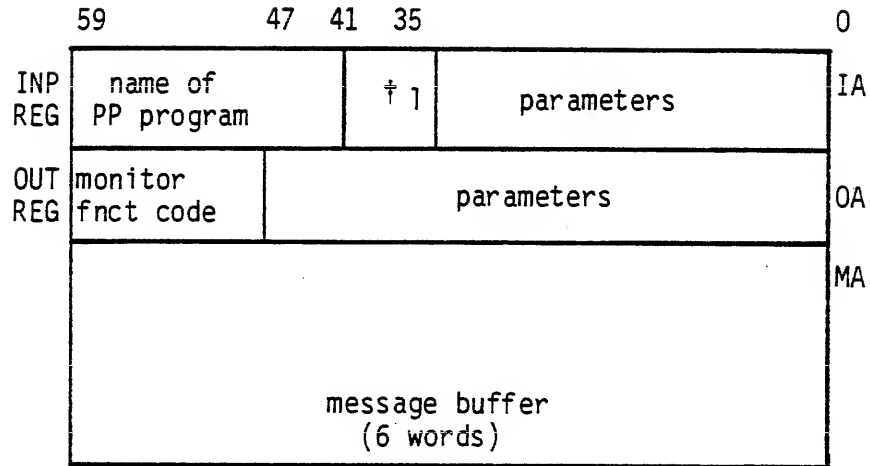 59 47 41 35 0
INP name of ‡ 1 parameters IA
REG PP program
OUT monitor parameters OA
REG fnct code
MA
message buffer
(6 words)